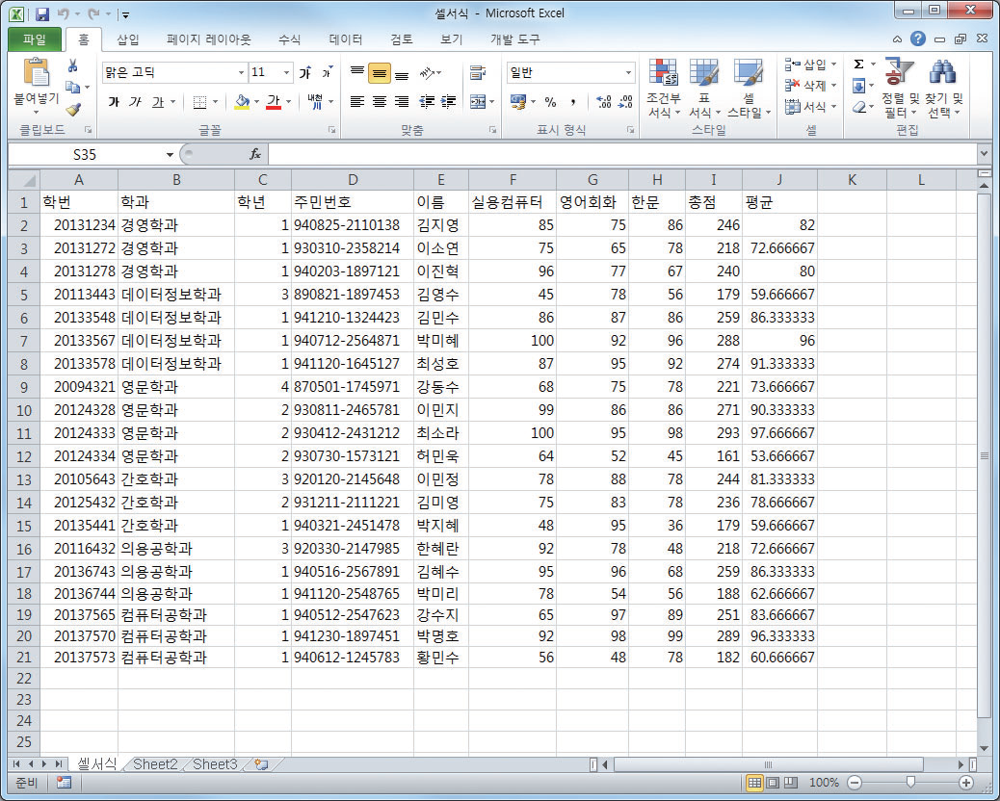 셀서식 - Microsoft Excel
파일 홈 삽입 페이지 레이아웃 수식 데이터 검토 보기 개발 도구
붙여넣기
맑은 고딕 11 가 가
가 가 가 가 내천
일반
% ,
조건부 서식 표 서식 셀 스타일
삽입
삭제
서식
Σ
정렬 및 필터 찾기 및 선택
클립보드 글꼴 맞춤 표시 형식 스타일 셀 편집
S35 fx
A B C D E F G H I J K L
1 학번 학과 학년 주민번호 이름 실용컴퓨터 영어회화 한문 총점 평균
2 20131234 경영학과 1 940825-2110138 김지영 85 75 86 246 82
3 20131272 경영학과 1 930310-2358214 이소연 75 65 78 218 72.666667
4 20131278 경영학과 1 940203-1897121 이진혁 96 77 67 240 80
5 20113443 데이터정보학과 3 890821-1897453 김영수 45 78 56 179 59.666667
6 20133548 데이터정보학과 1 941210-1324423 김민수 86 87 86 259 86.333333
7 20133567 데이터정보학과 1 940712-2564871 박미혜 100 92 96 288 96
8 20133578 데이터정보학과 1 941120-1645127 최성호 87 95 92 274 91.333333
9 20094321 영문학과 4 870501-1745971 강동수 68 75 78 221 73.666667
10 20124328 영문학과 2 930811-2465781 이민지 99 86 86 271 90.333333
11 20124333 영문학과 2 930412-2431212 최소라 100 95 98 293 97.666667
12 20124334 영문학과 2 930730-1573121 허민욱 64 52 45 161 53.666667
13 20105643 간호학과 3 920120-2145648 이민정 78 88 78 244 81.333333
14 20125432 간호학과 2 931211-2111221 김미영 75 83 78 236 78.666667
15 20135441 간호학과 1 940321-2451478 박지혜 48 95 36 179 59.666667
16 20116432 의용공학과 3 920330-2147985 한혜란 92 78 48 218 72.666667
17 20136743 의용공학과 1 940516-2567891 김혜수 95 96 68 259 86.333333
18 20136744 의용공학과 1 941120-2548765 박미리 78 54 56 188 62.666667
19 20137565 컴퓨터공학과 1 940512-2547623 강수지 65 97 89 251 83.666667
20 20137570 컴퓨터공학과 1 941230-1897451 박명호 92 98 99 289 96.333333
21 20137573 컴퓨터공학과 1 940612-1245783 황민수 56 48 78 182 60.666667
22
23
24
25
셀서식 Sheet2 Sheet3
준비 100%